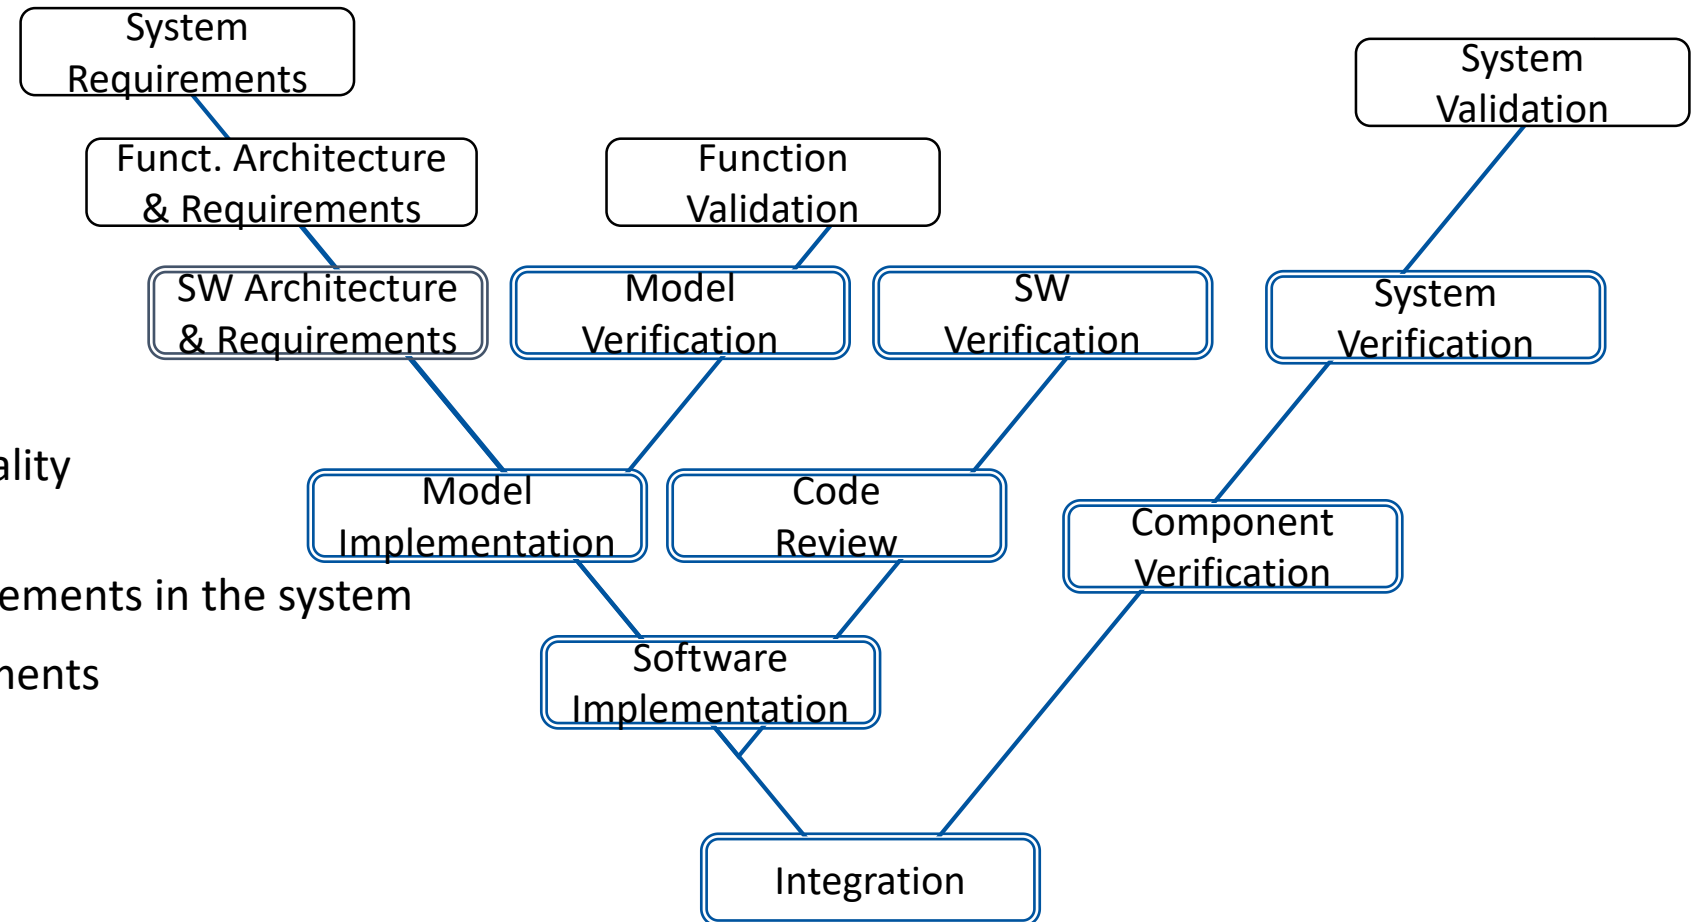 System
Requirements
System
Validation
Funct. Architecture
& Requirements
Function
Validation
SW Architecture
& Requirements
Model
Verification
SW
Verification
System
Verification
ality
Model
Implementation
Code
Review
Component
Verification
ements in the system
nents
Software
Implementation
Integration